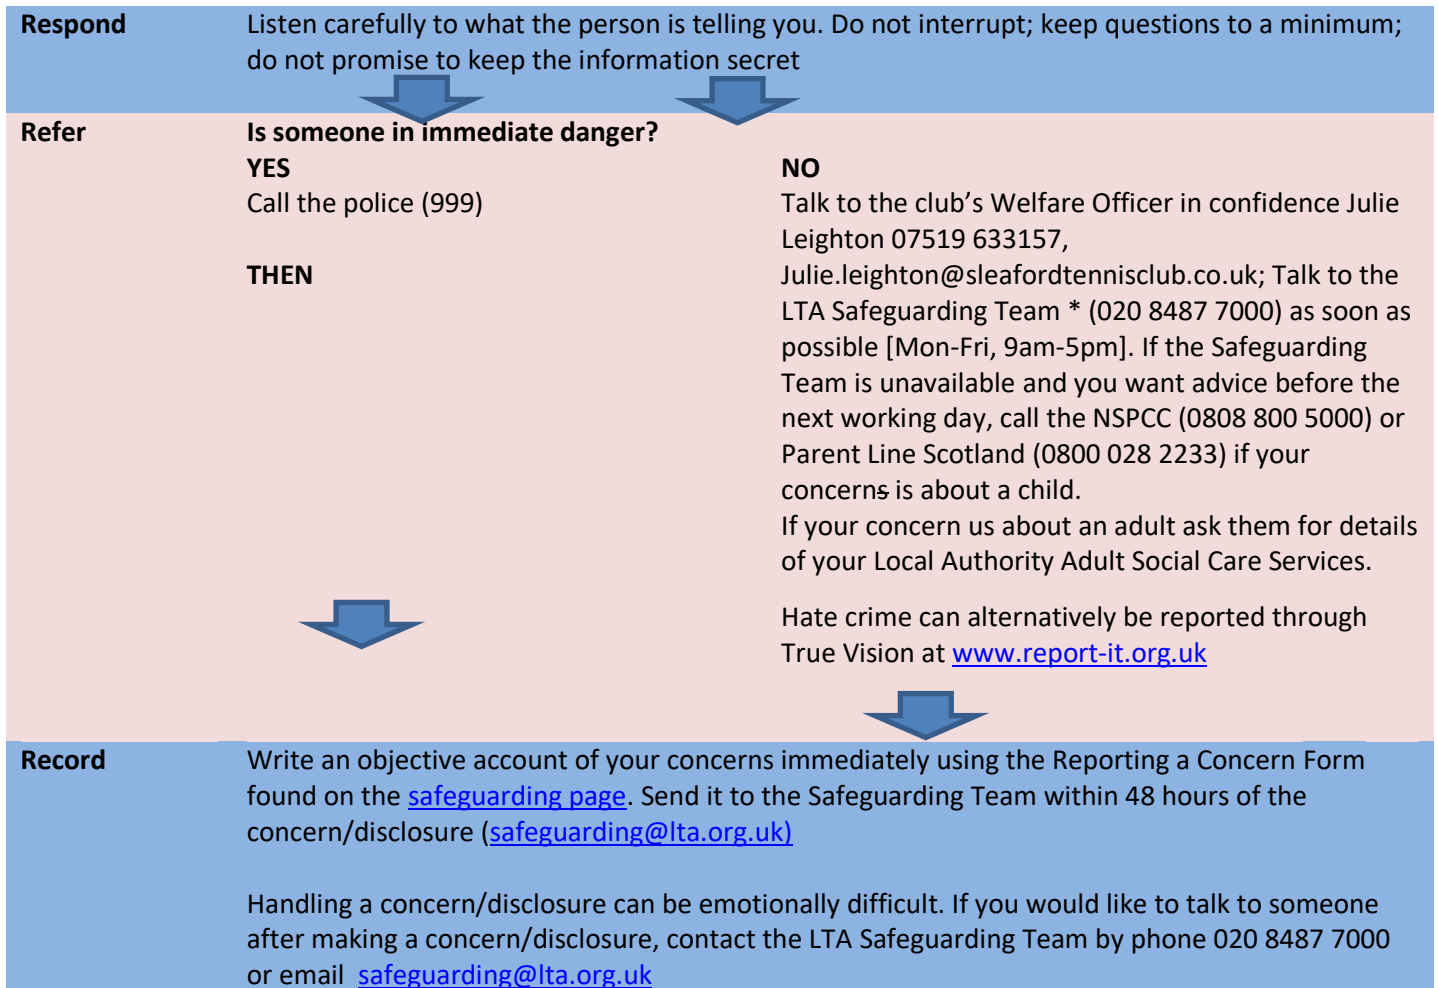 Respond
Listen carefully to what the person is telling you. Do not interrupt; keep questions to a minimum;
do not promise to keep the information secret
Refer
Is someone in immediate danger?
YES
Call the police (999)
THEN
NO
Talk to the club’s Welfare Officer in confidence Julie
Leighton 07519 633157,
Julie.leighton@sleafordtennisclub.co.uk; Talk to the
LTA Safeguarding Team * (020 8487 7000) as soon as
possible [Mon-Fri, 9am-5pm]. If the Safeguarding
Team is unavailable and you want advice before the
next working day, call the NSPCC (0808 800 5000) or
Parent Line Scotland (0800 028 2233) if your
concerns is about a child.
If your concern us about an adult ask them for details
of your Local Authority Adult Social Care Services.
Hate crime can alternatively be reported through
True Vision at www.report-it.org.uk
Record
Write an objective account of your concerns immediately using the Reporting a Concern Form
found on the safeguarding page. Send it to the Safeguarding Team within 48 hours of the
concern/disclosure (safeguarding@lta.org.uk)
Handling a concern/disclosure can be emotionally difficult. If you would like to talk to someone
after making a concern/disclosure, contact the LTA Safeguarding Team by phone 020 8487 7000
or email safeguarding@lta.org.uk